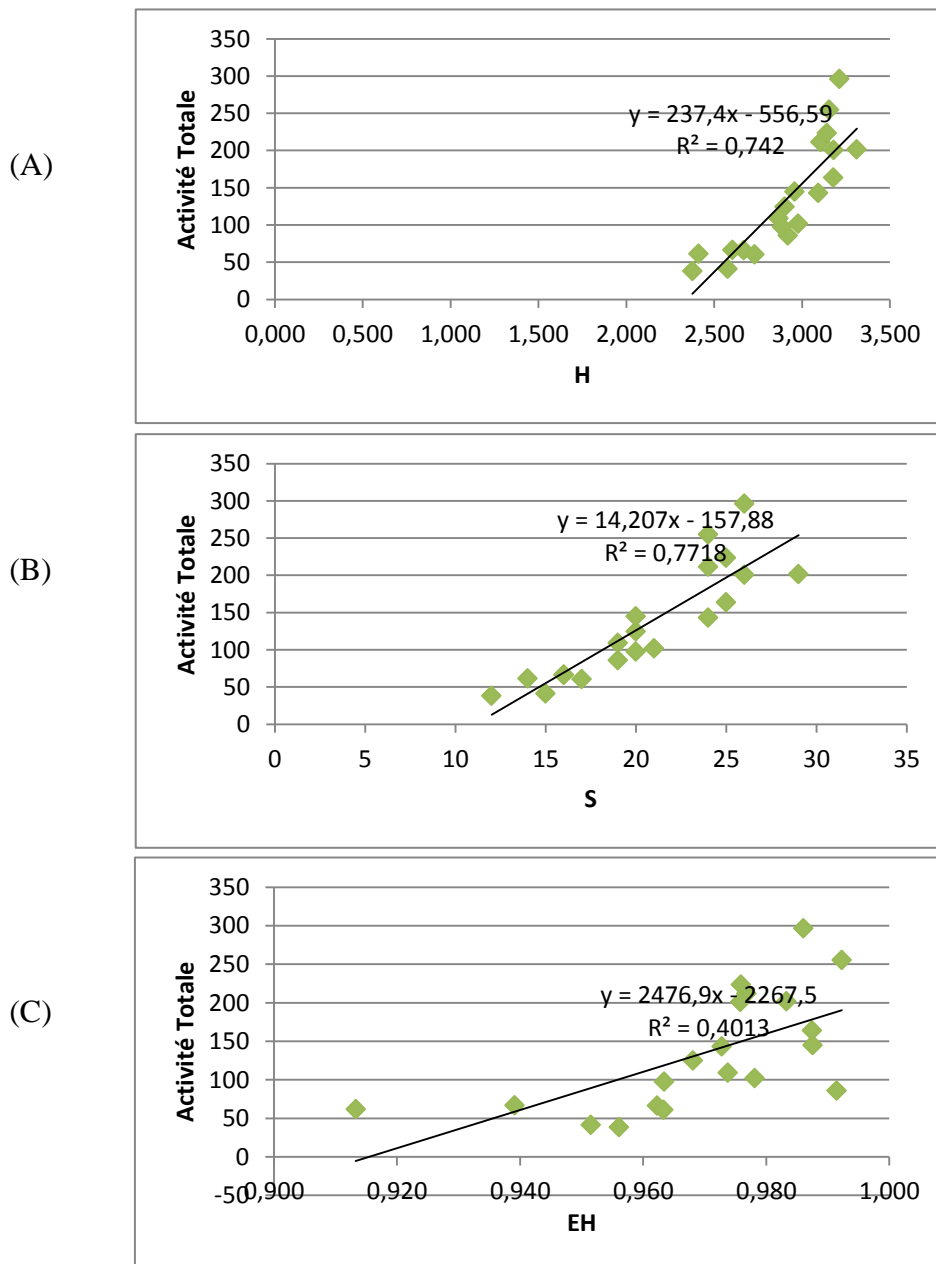 (A)
350
300
250
200
150
100
50
0
Activité Totale
y = 237,4x - 556,59
R² = 0,742
0,000 0,500 1,000 1,500 2,000 2,500 3,000 3,500
H
(B)
350
300
250
200
150
100
50
0
Activité Totale
y = 14,207x - 157,88
R² = 0,7718
0 5 10 15 20 25 30 35
S
(C)
350
300
250
200
150
100
50
0
-50
Activité Totale
y = 2476,9x - 2267,5
R² = 0,4013
0,900 0,920 0,940 0,960 0,980 1,000
EH